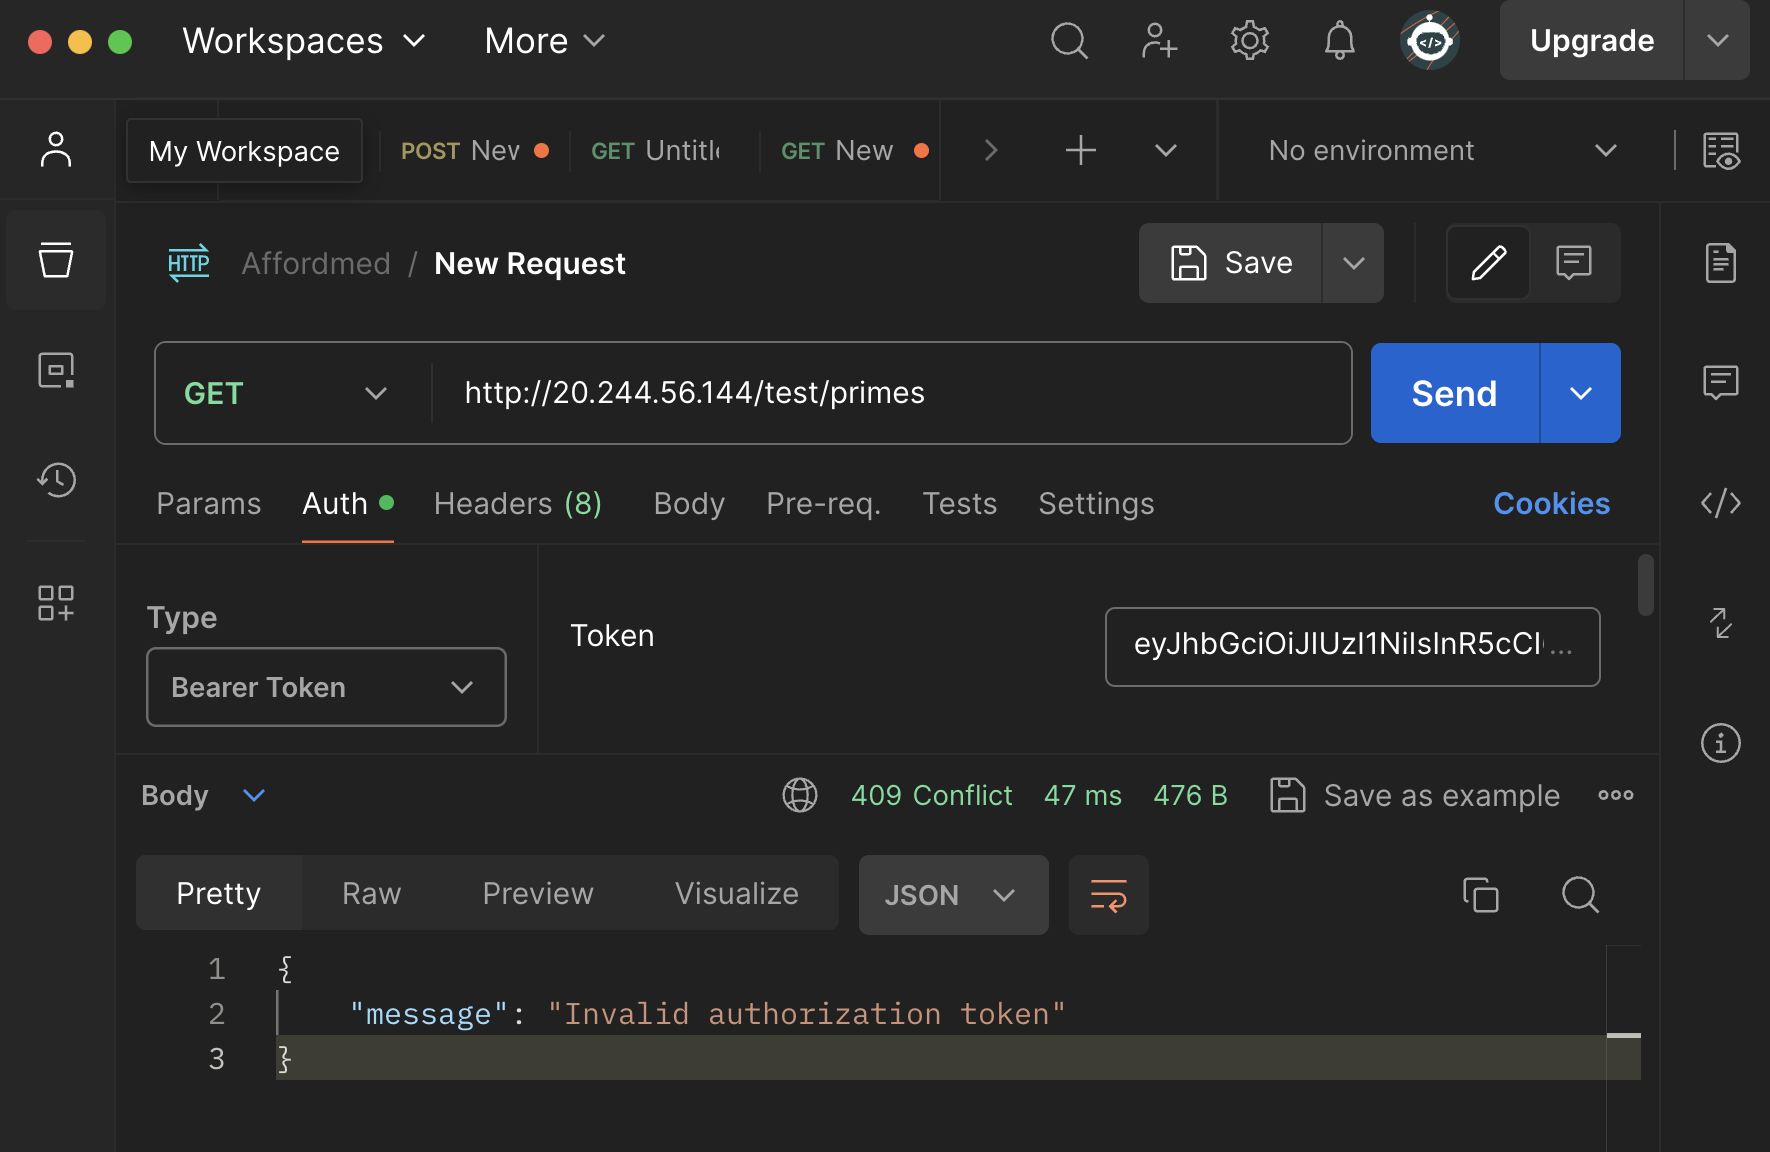 Workspaces More Upgrade
My Workspace POST New GET Untitle GET New No environment
HTTP Affordmed / New Request Save
GET http://20.244.56.144/test/primes Send
Params Auth Headers (8) Body Pre-req. Tests Settings Cookies
Type
Token eyJhbGciOiJIUzI1NiIsInR5cCI...
Bearer Token
Body 409 Conflict 47 ms 476 B Save as example
Pretty Raw Preview Visualize JSON
1 {
2 "message": "Invalid authorization token"
3 }